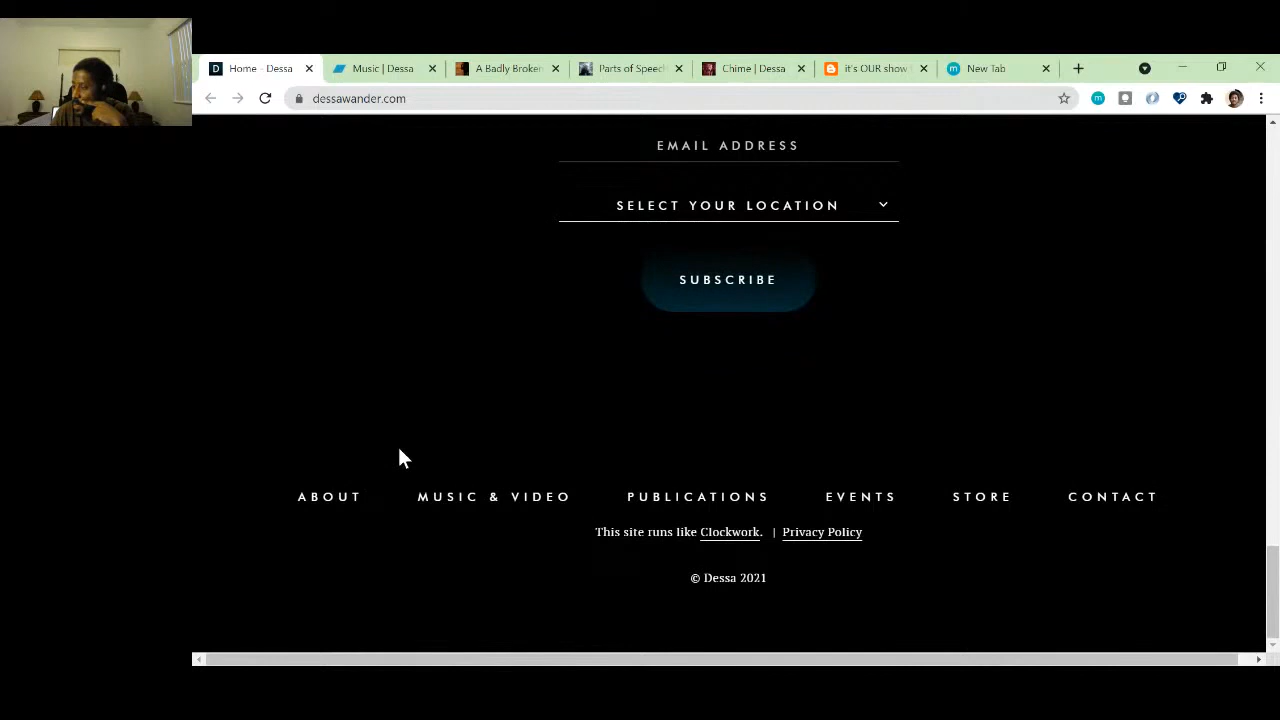 Home - Dessa
Music | Dessa
A Badly Broken
Parts of Speech
Chime | Dessa
it's OUR show
New Tab
dessawander.com
EMAIL ADDRESS
SELECT YOUR LOCATION
SUBSCRIBE
ABOUT MUSIC & VIDEO PUBLICATIONS EVENTS STORE CONTACT
This site runs like Clockwork. | Privacy Policy
© Dessa 2021